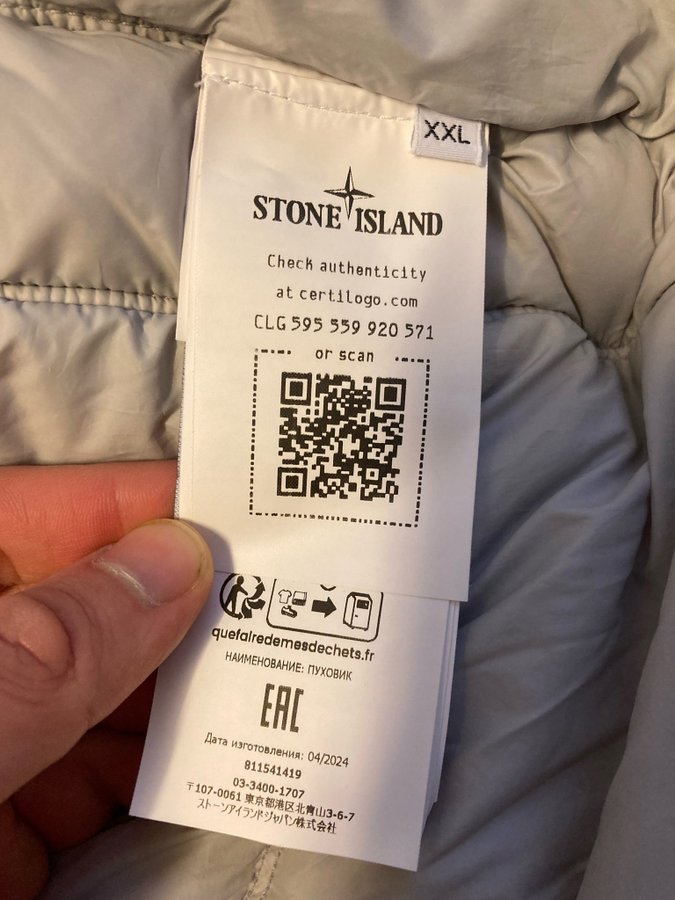 XXL
STONE ISLAND
Check authenticity
at certilogo.com
CLG 595 559 920 571
or scan
quefairedemesdechets.fr
НАИМЕНОВАНИЕ: ПУХОВИК
EAC
Дата изготовления: 04/2024
811541419
03-3400-1707
〒107-0061 東京都港区北青山3-6-7
ストーンアイランドジャパン株式会社